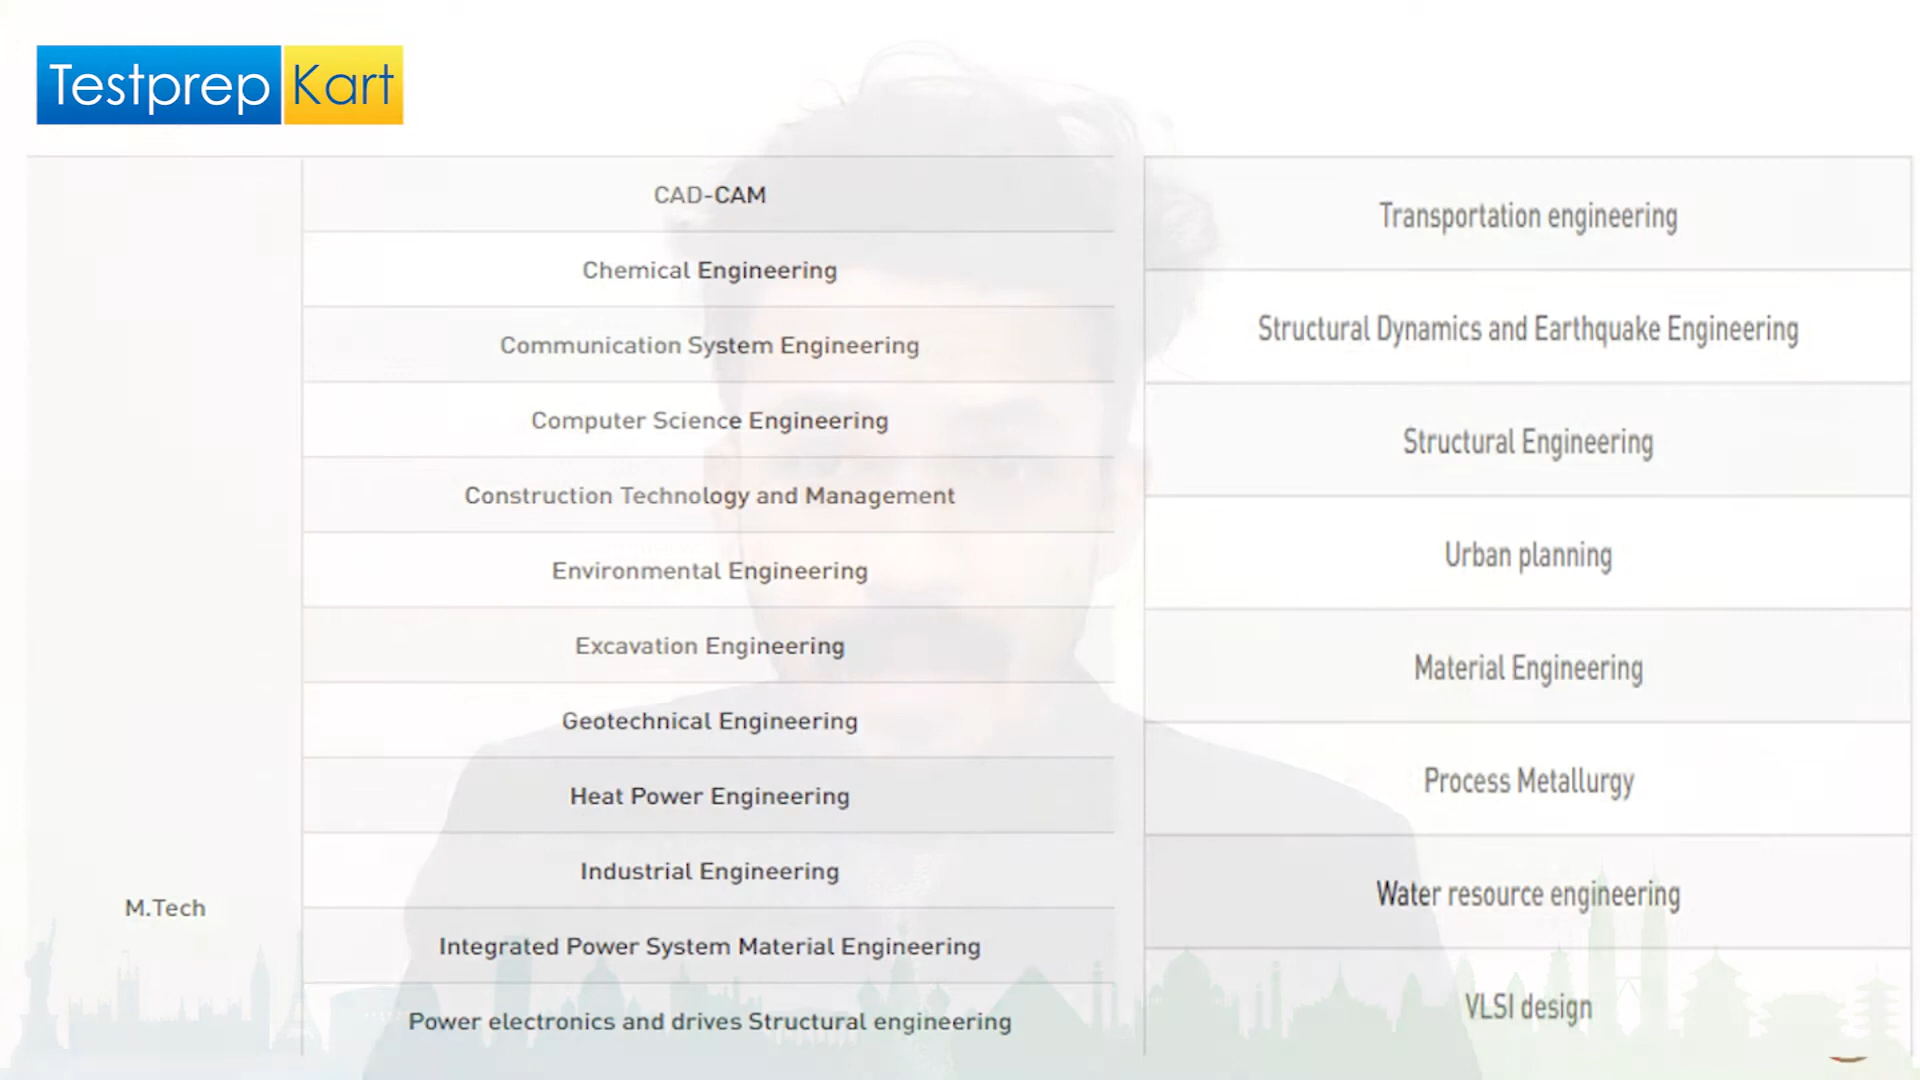 Testprep Kart
CAD-CAM
Chemical Engineering
Communication System Engineering
Computer Science Engineering
Construction Technology and Management
Environmental Engineering
Excavation Engineering
Geotechnical Engineering
Heat Power Engineering
Industrial Engineering
M.Tech
Integrated Power System Material Engineering
Power electronics and drives Structural engineering
Transportation engineering
Structural Dynamics and Earthquake Engineering
Structural Engineering
Urban planning
Material Engineering
Process Metallurgy
Water resource engineering
VLSI design